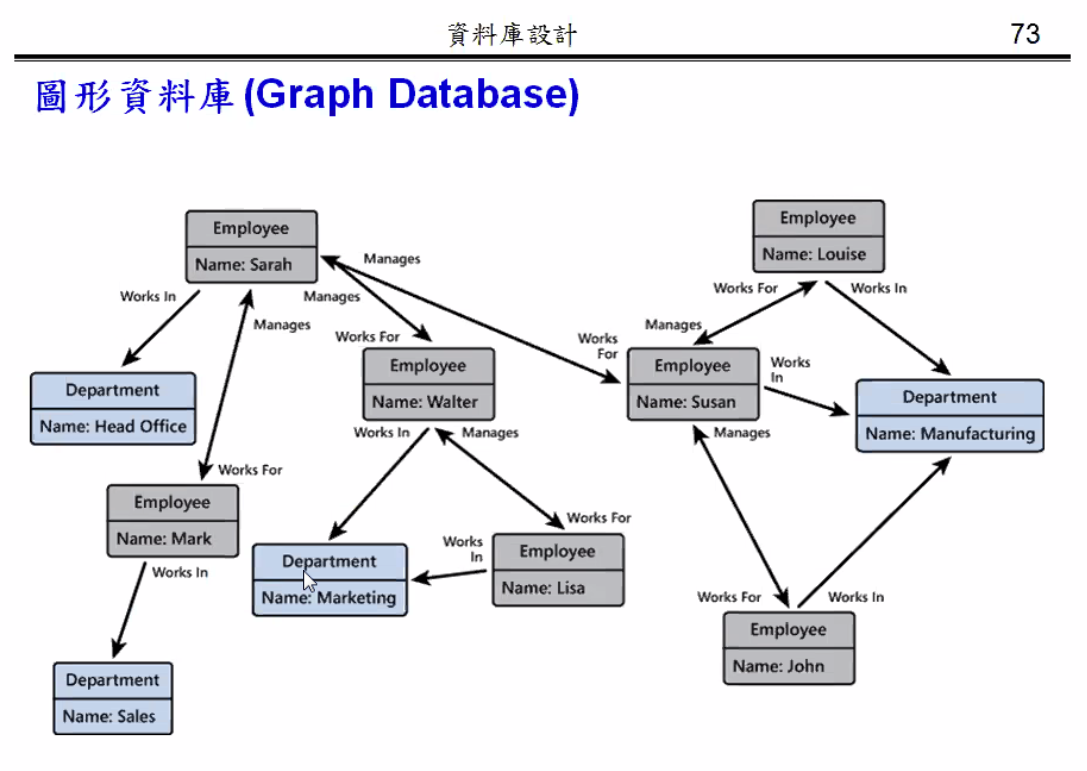 資料庫設計
73
圖形資料庫 (Graph Database)
Employee
Name: Sarah
Employee
Name: Louise
Manages
Works In
Manages
Manages
Works For
Works For
Works In
Manages
Works
For
Employee
Name: Walter
Employee
Name: Susan
Works
In
Department
Name: Head Office
Department
Name: Manufacturing
Works In
Manages
Manages
Works For
Employee
Name: Mark
Works For
Works
In
Department
Name: Marketing
Employee
Name: Lisa
Works In
Works For
Works In
Employee
Name: John
Department
Name: Sales